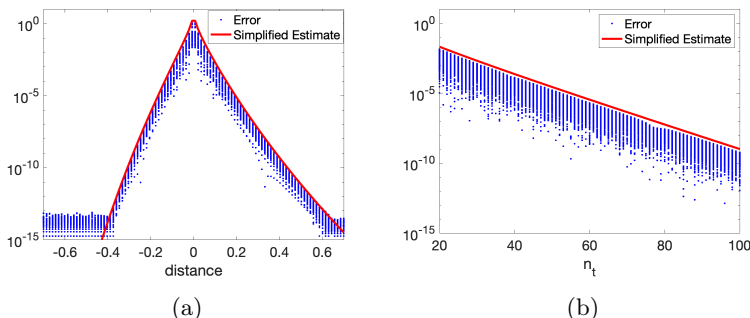 Error
Simplified Estimate
10^0
10^-5
10^-10
10^-15
-0.6 -0.4 -0.2 0 0.2 0.4 0.6
distance
(a)
Error
Simplified Estimate
10^0
10^-5
10^-10
10^-15
20 40 60 80 100
n_t
(b)